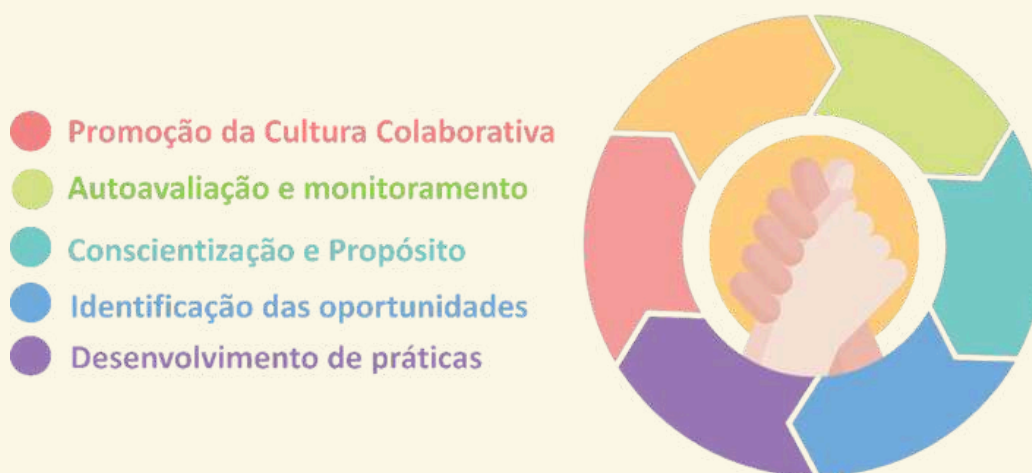 Promoção da Cultura Colaborativa
Autoavaliação e monitoramento
Conscientização e Propósito
Identificação das oportunidades
Desenvolvimento de práticas